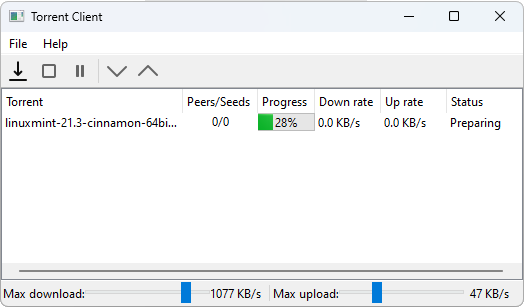 Torrent Client
File Help
Torrent Peers/Seeds Progress Down rate Up rate Status
linuxmint-21.3-cinnamon-64bi... 0/0 28% 0.0 KB/s 0.0 KB/s Preparing
Max download: 1077 KB/s Max upload: 47 KB/s